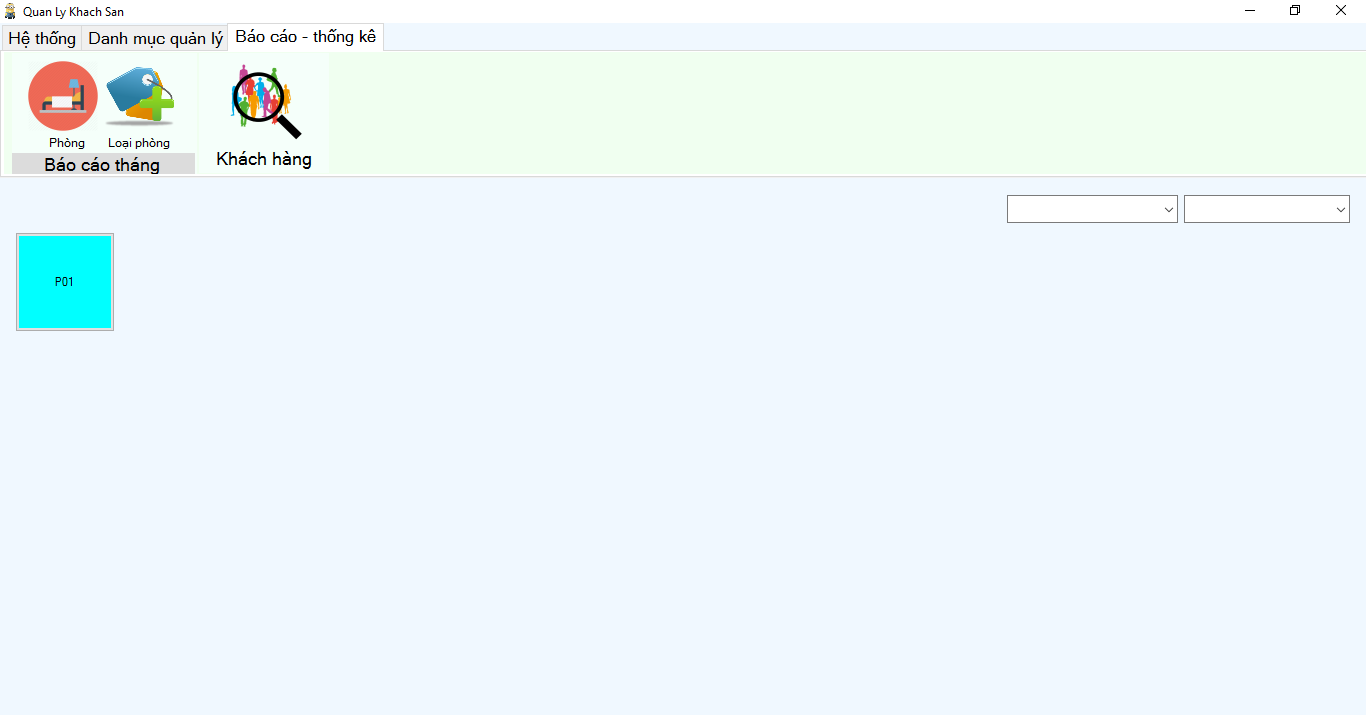 Quan Ly Khach San
Hệ thống Danh mục quản lý Báo cáo - thống kê
Phòng Loại phòng
Báo cáo tháng
Khách hàng
P01